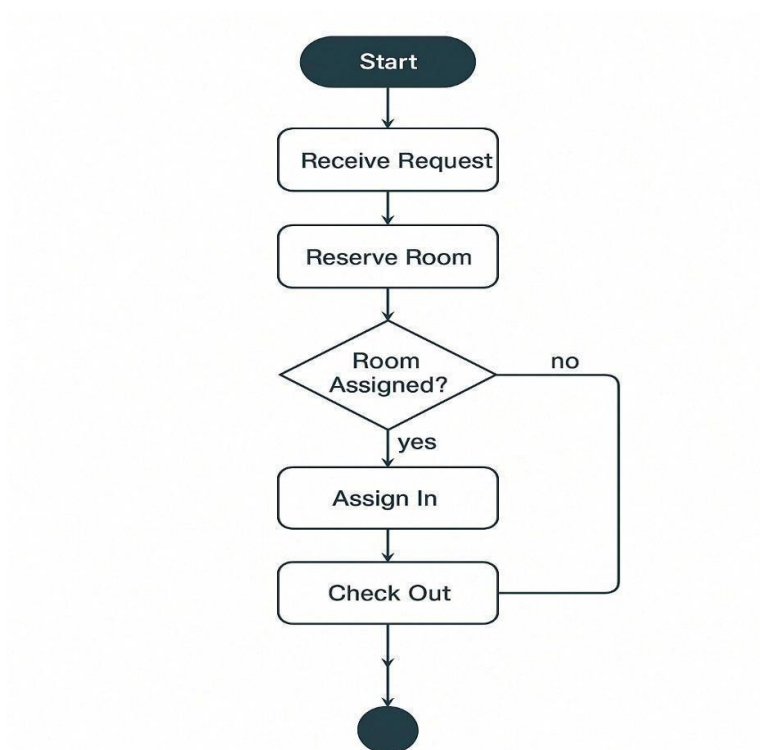 Start
Receive Request
Reserve Room
Room
Assigned?
no
yes
Assign In
Check Out